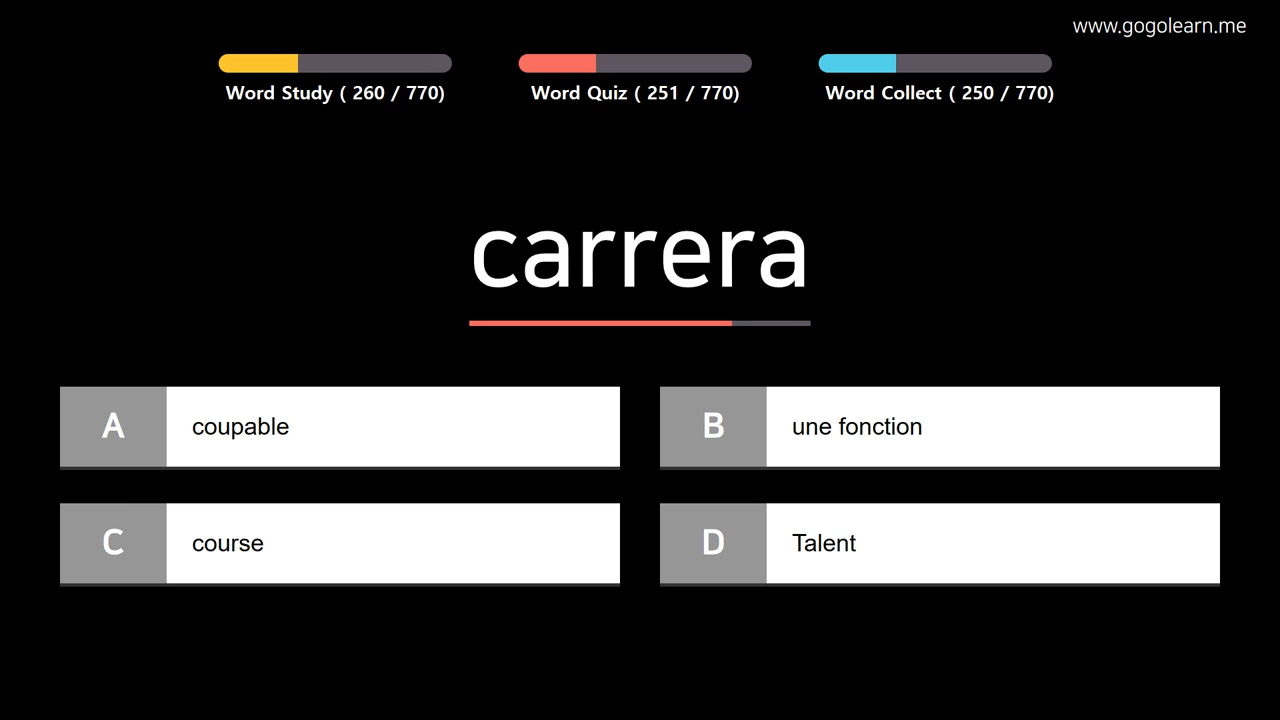 www.gogolearn.me
Word Study ( 260 / 770)
Word Quiz ( 251 / 770)
Word Collect ( 250 / 770)
carrera
A
coupable
B
une fonction
C
course
D
Talent